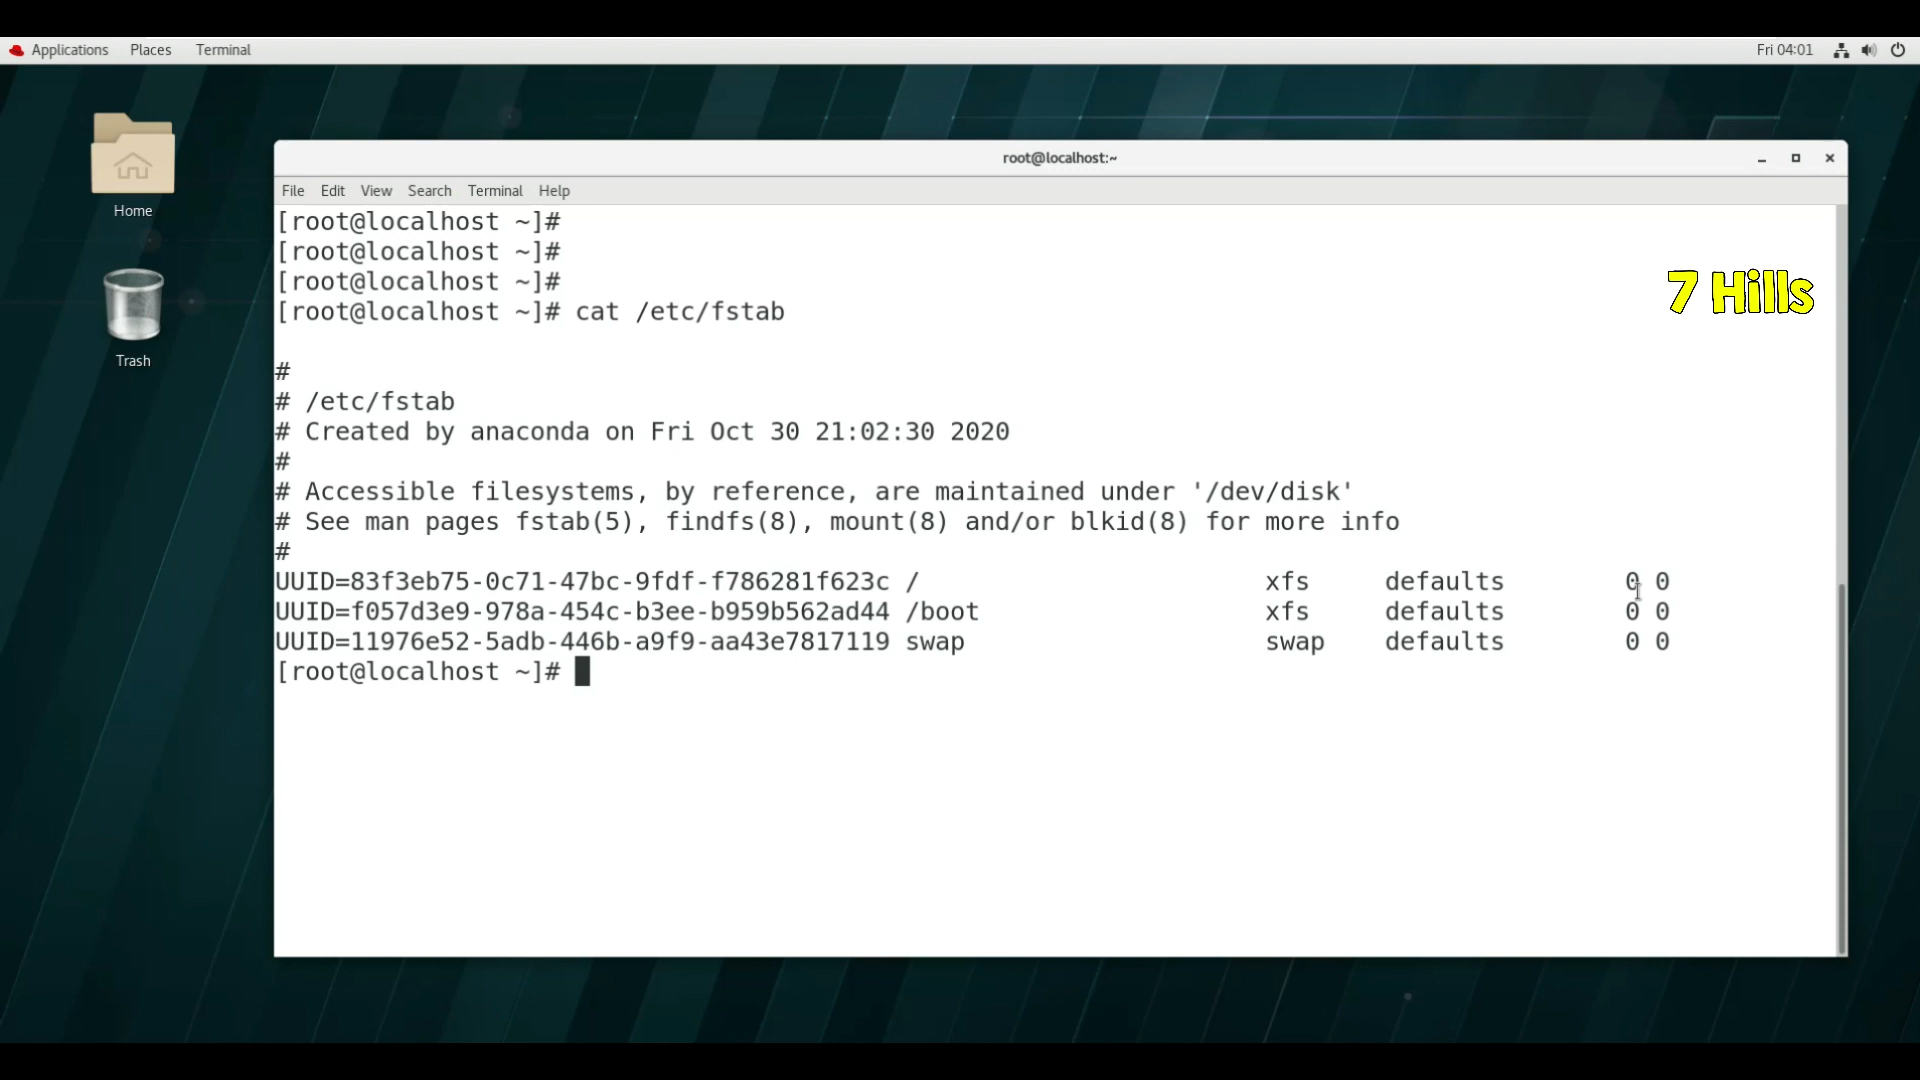 Applications Places Terminal Fri 04:01
Home
Trash
root@localhost:~
File Edit View Search Terminal Help
[root@localhost ~]#
[root@localhost ~]#
[root@localhost ~]#
[root@localhost ~]# cat /etc/fstab
#
# /etc/fstab
# Created by anaconda on Fri Oct 30 21:02:30 2020
#
# Accessible filesystems, by reference, are maintained under '/dev/disk'
# See man pages fstab(5), findfs(8), mount(8) and/or blkid(8) for more info
#
UUID=83f3eb75-0c71-47bc-9fdf-f786281f623c / xfs defaults 0 0
UUID=f057d3e9-978a-454c-b3ee-b959b562ad44 /boot xfs defaults 0 0
UUID=11976e52-5adb-446b-a9f9-aa43e7817119 swap swap defaults 0 0
[root@localhost ~]#
7 Hills